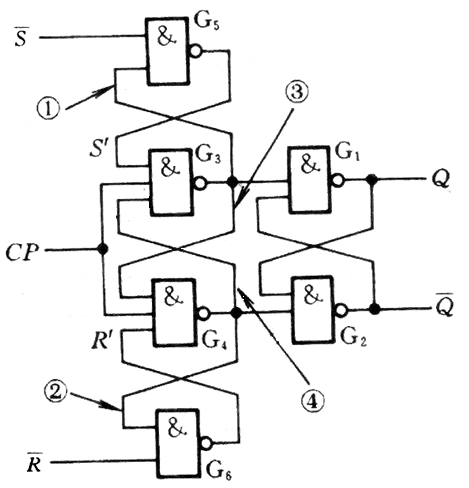 S̅ & G₅
①
③
S′ & G₃ & G₁ Q
CP
& G₄ & G₂ Q̅
R′
② ④
& G₆
R̅